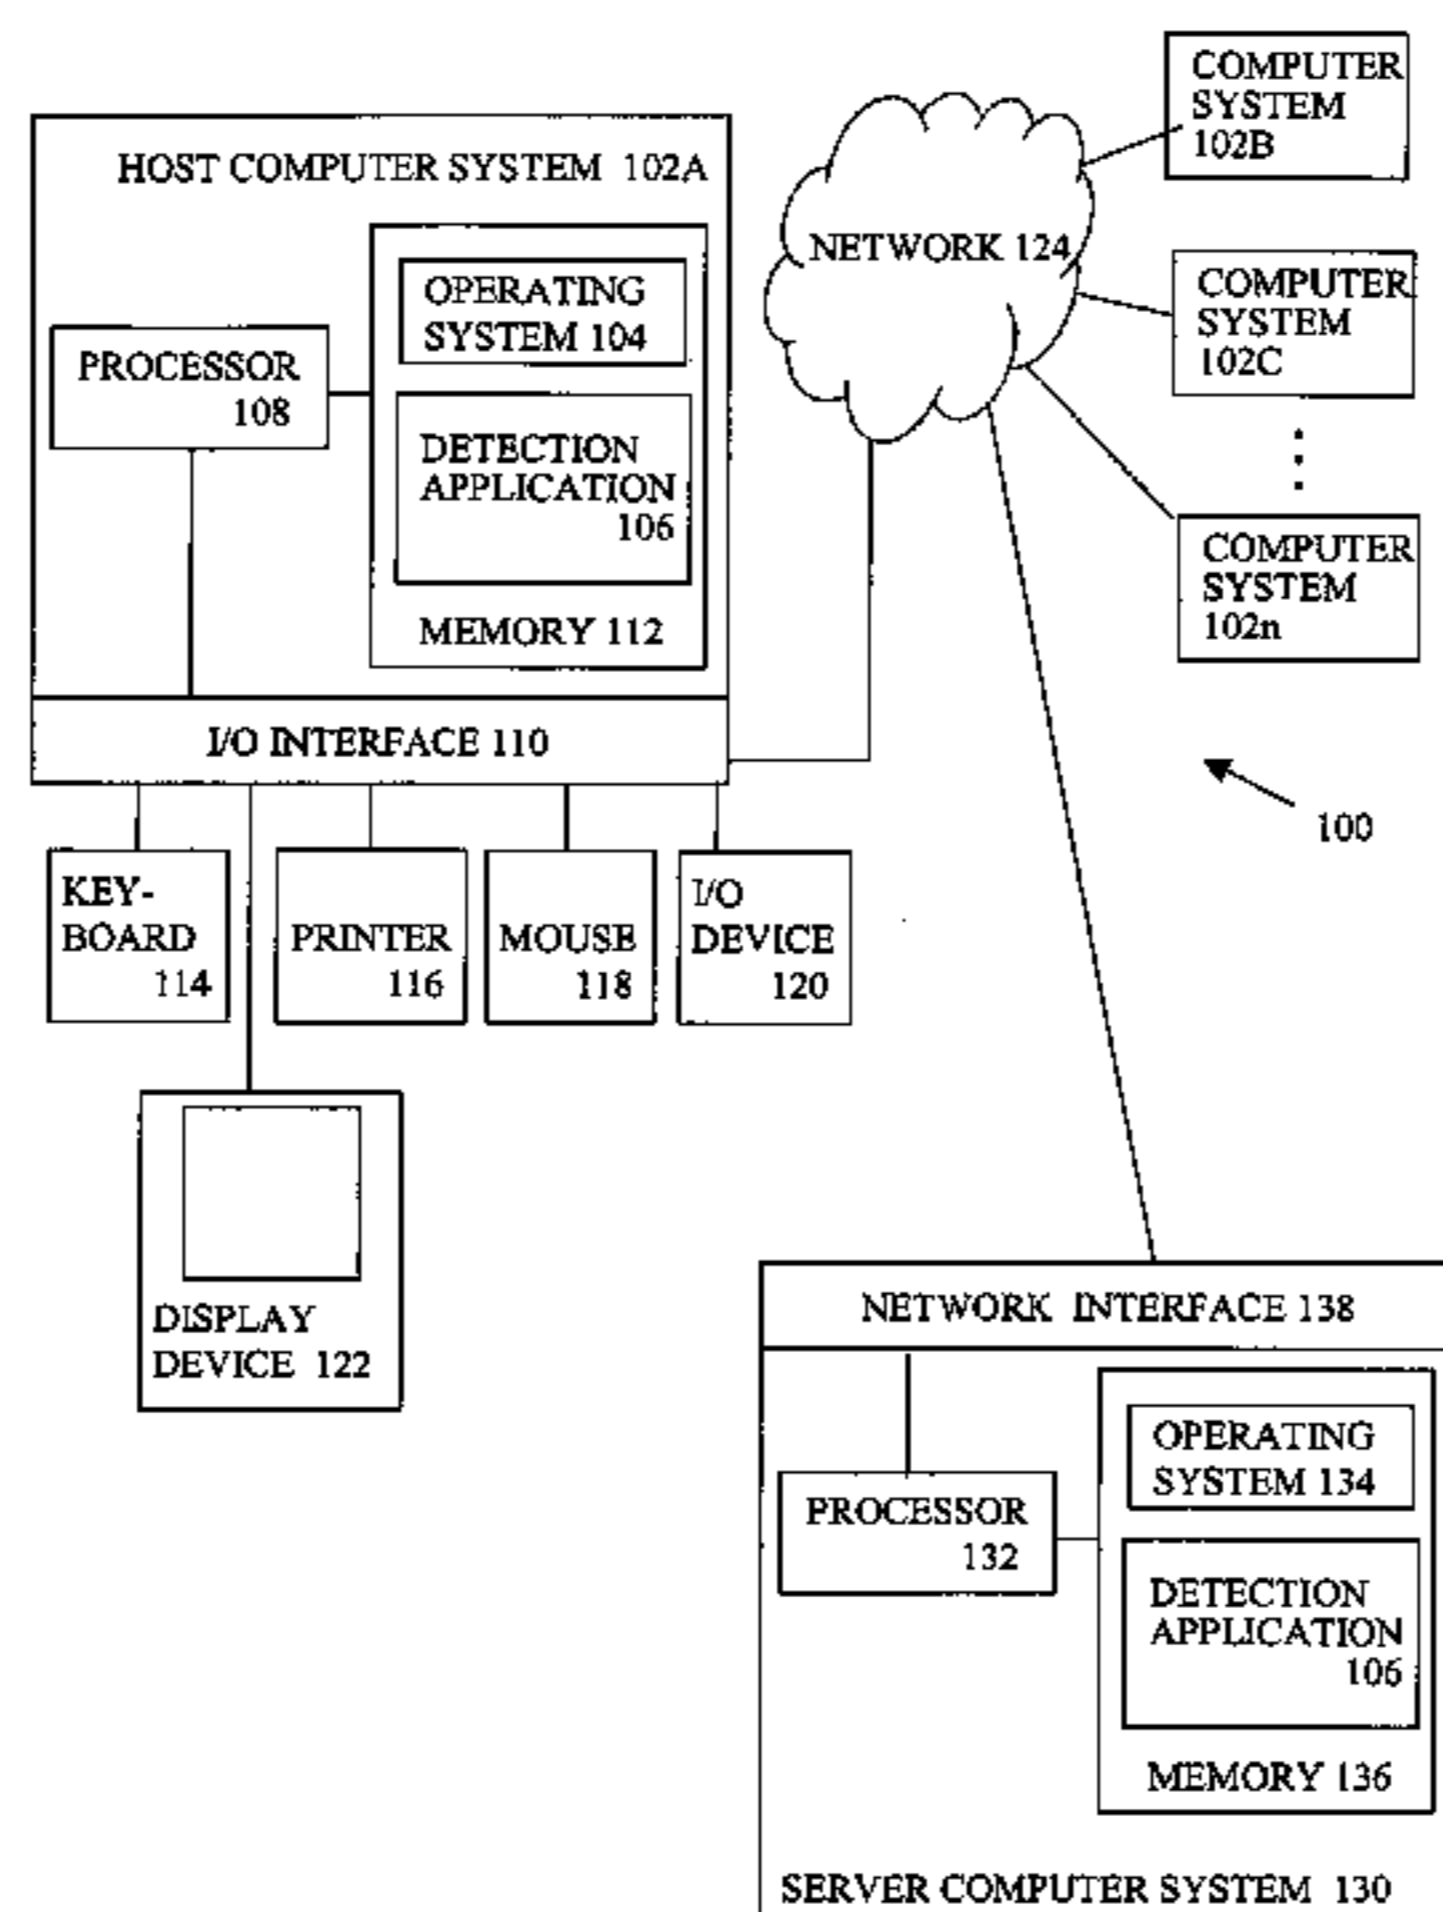 COMPUTER
SYSTEM
102B
HOST COMPUTER SYSTEM 102A
NETWORK 124
OPERATING
SYSTEM 104
COMPUTER
SYSTEM
102C
PROCESSOR
108
DETECTION
APPLICATION
106
COMPUTER
SYSTEM
102n
MEMORY 112
I/O INTERFACE 110
100
KEY-
BOARD
114
PRINTER
116
MOUSE
118
I/O
DEVICE
120
DISPLAY
DEVICE 122
NETWORK INTERFACE 138
OPERATING
SYSTEM 134
PROCESSOR
132
DETECTION
APPLICATION
106
MEMORY 136
SERVER COMPUTER SYSTEM 130